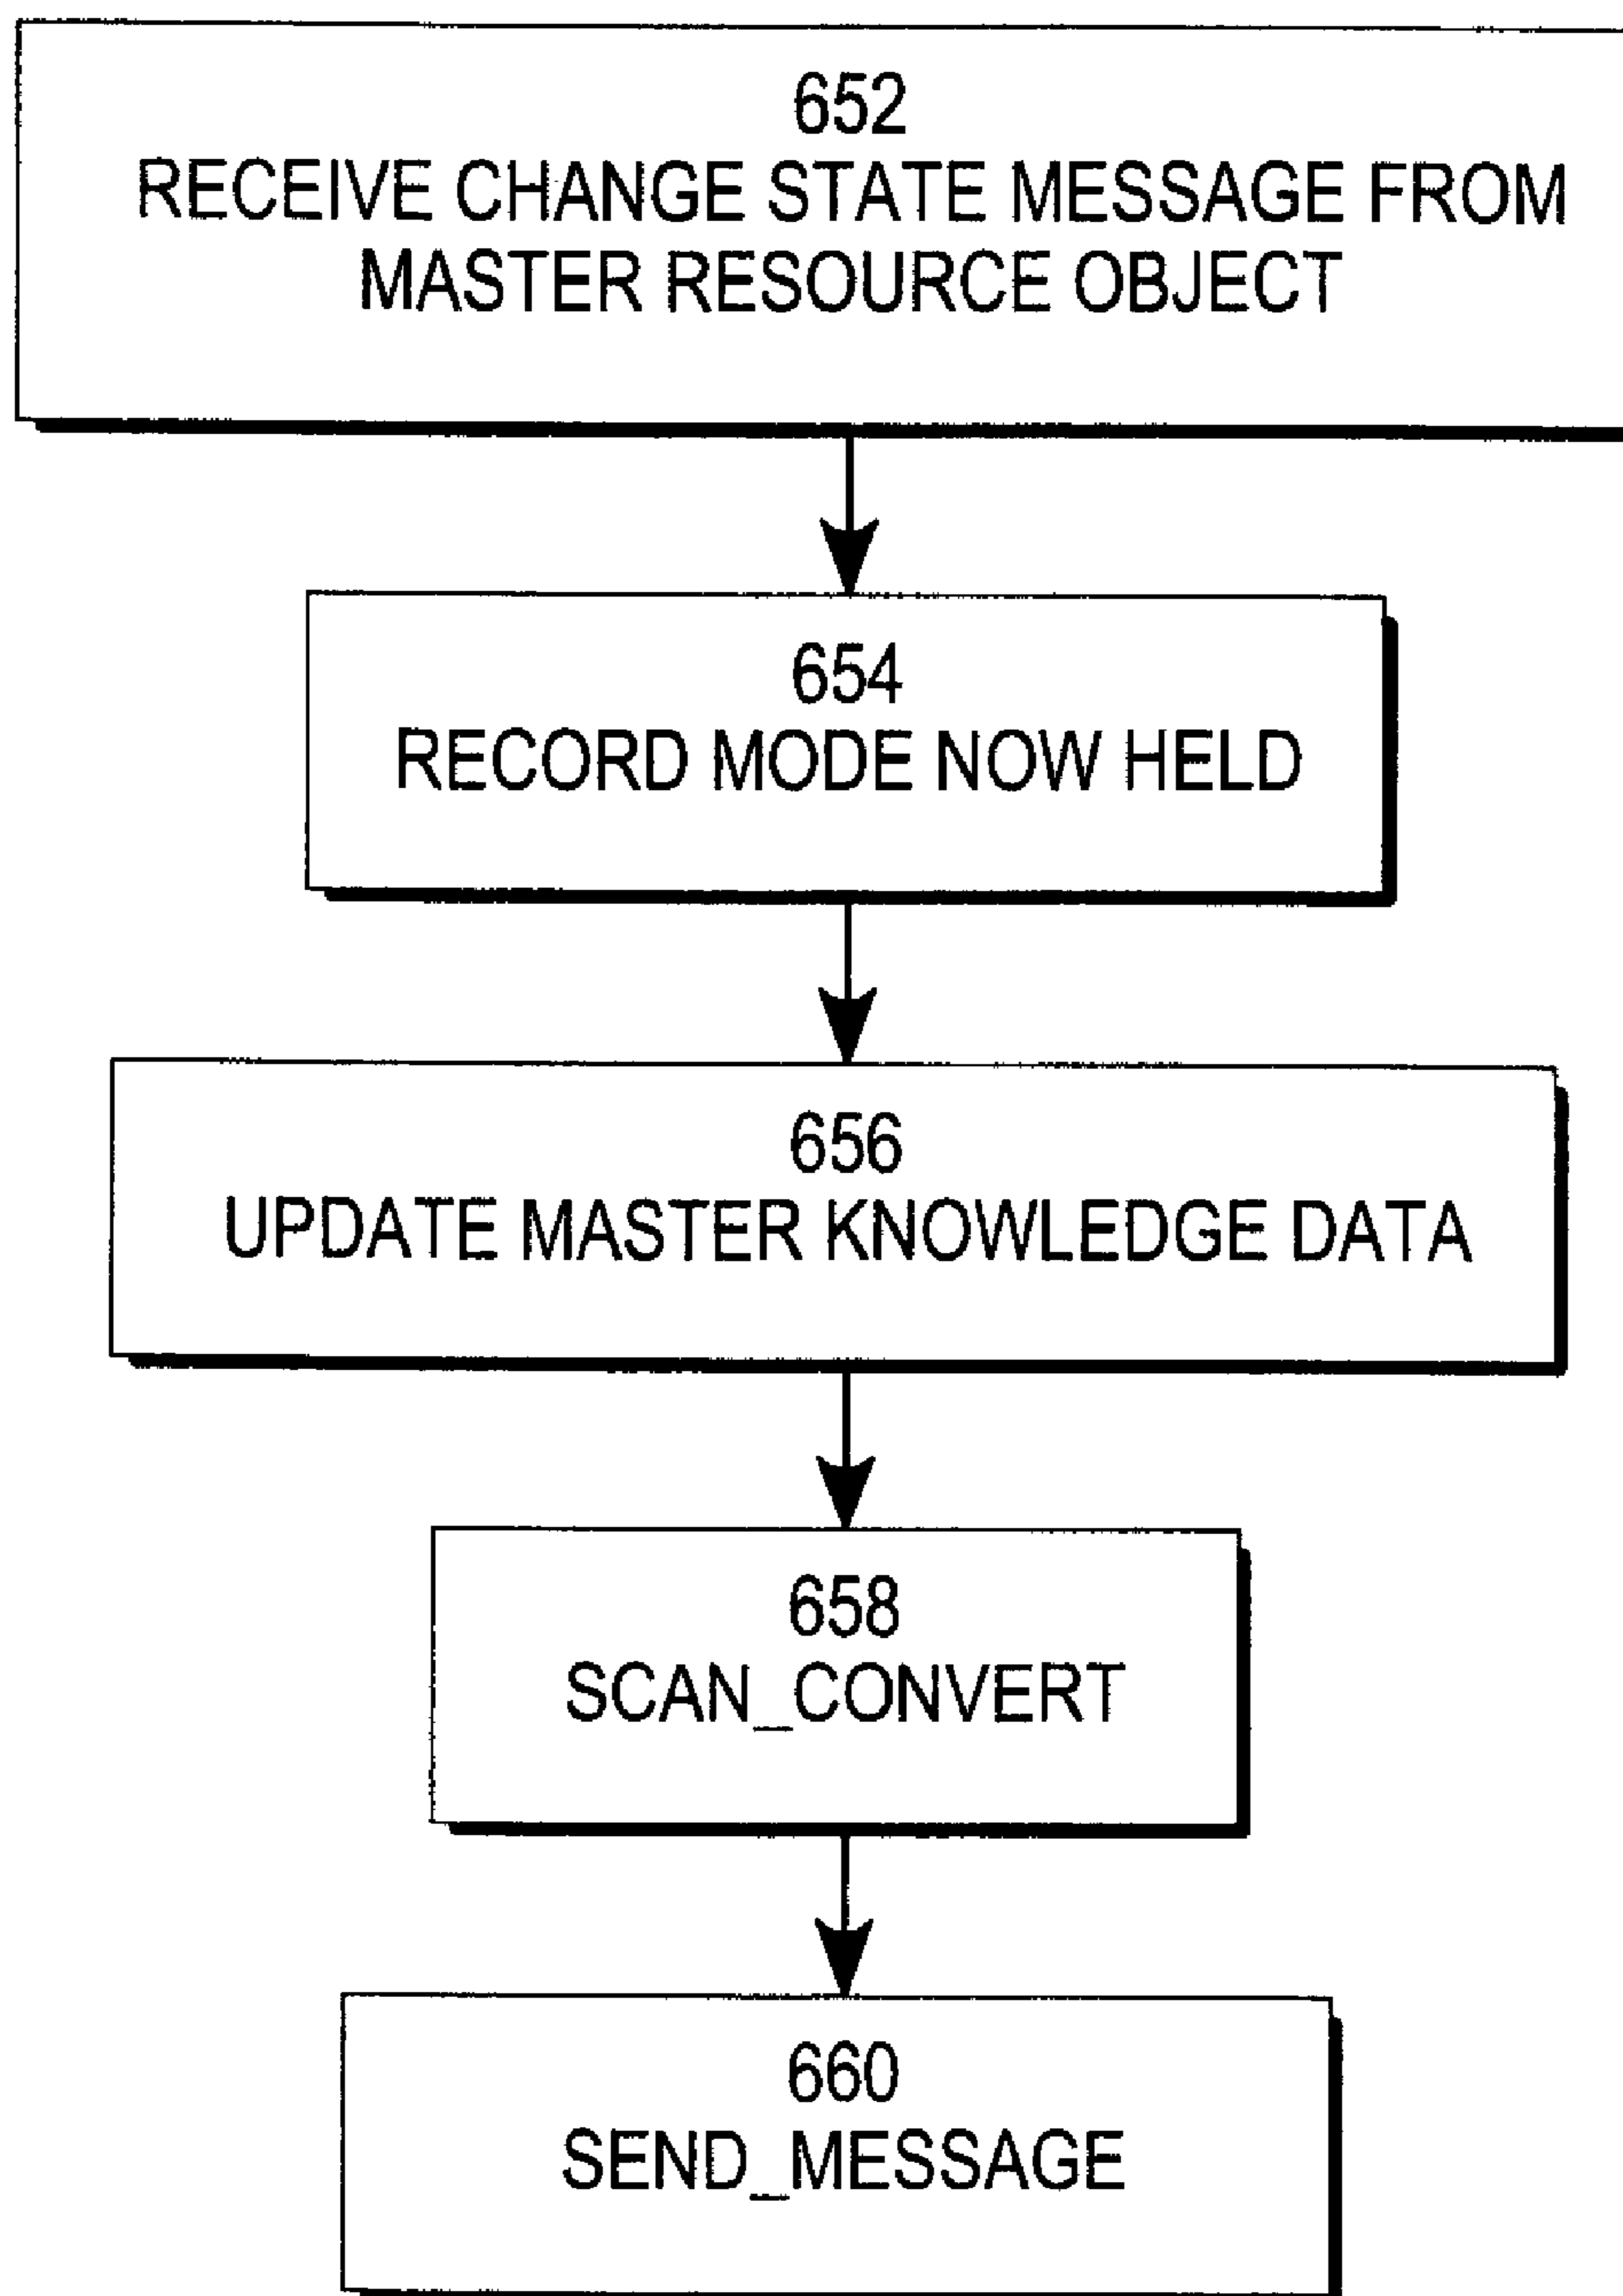 652
RECEIVE CHANGE STATE MESSAGE FROM
MASTER RESOURCE OBJECT
654
RECORD MODE NOW HELD
656
UPDATE MASTER KNOWLEDGE DATA
658
SCAN_CONVERT
660
SEND_MESSAGE